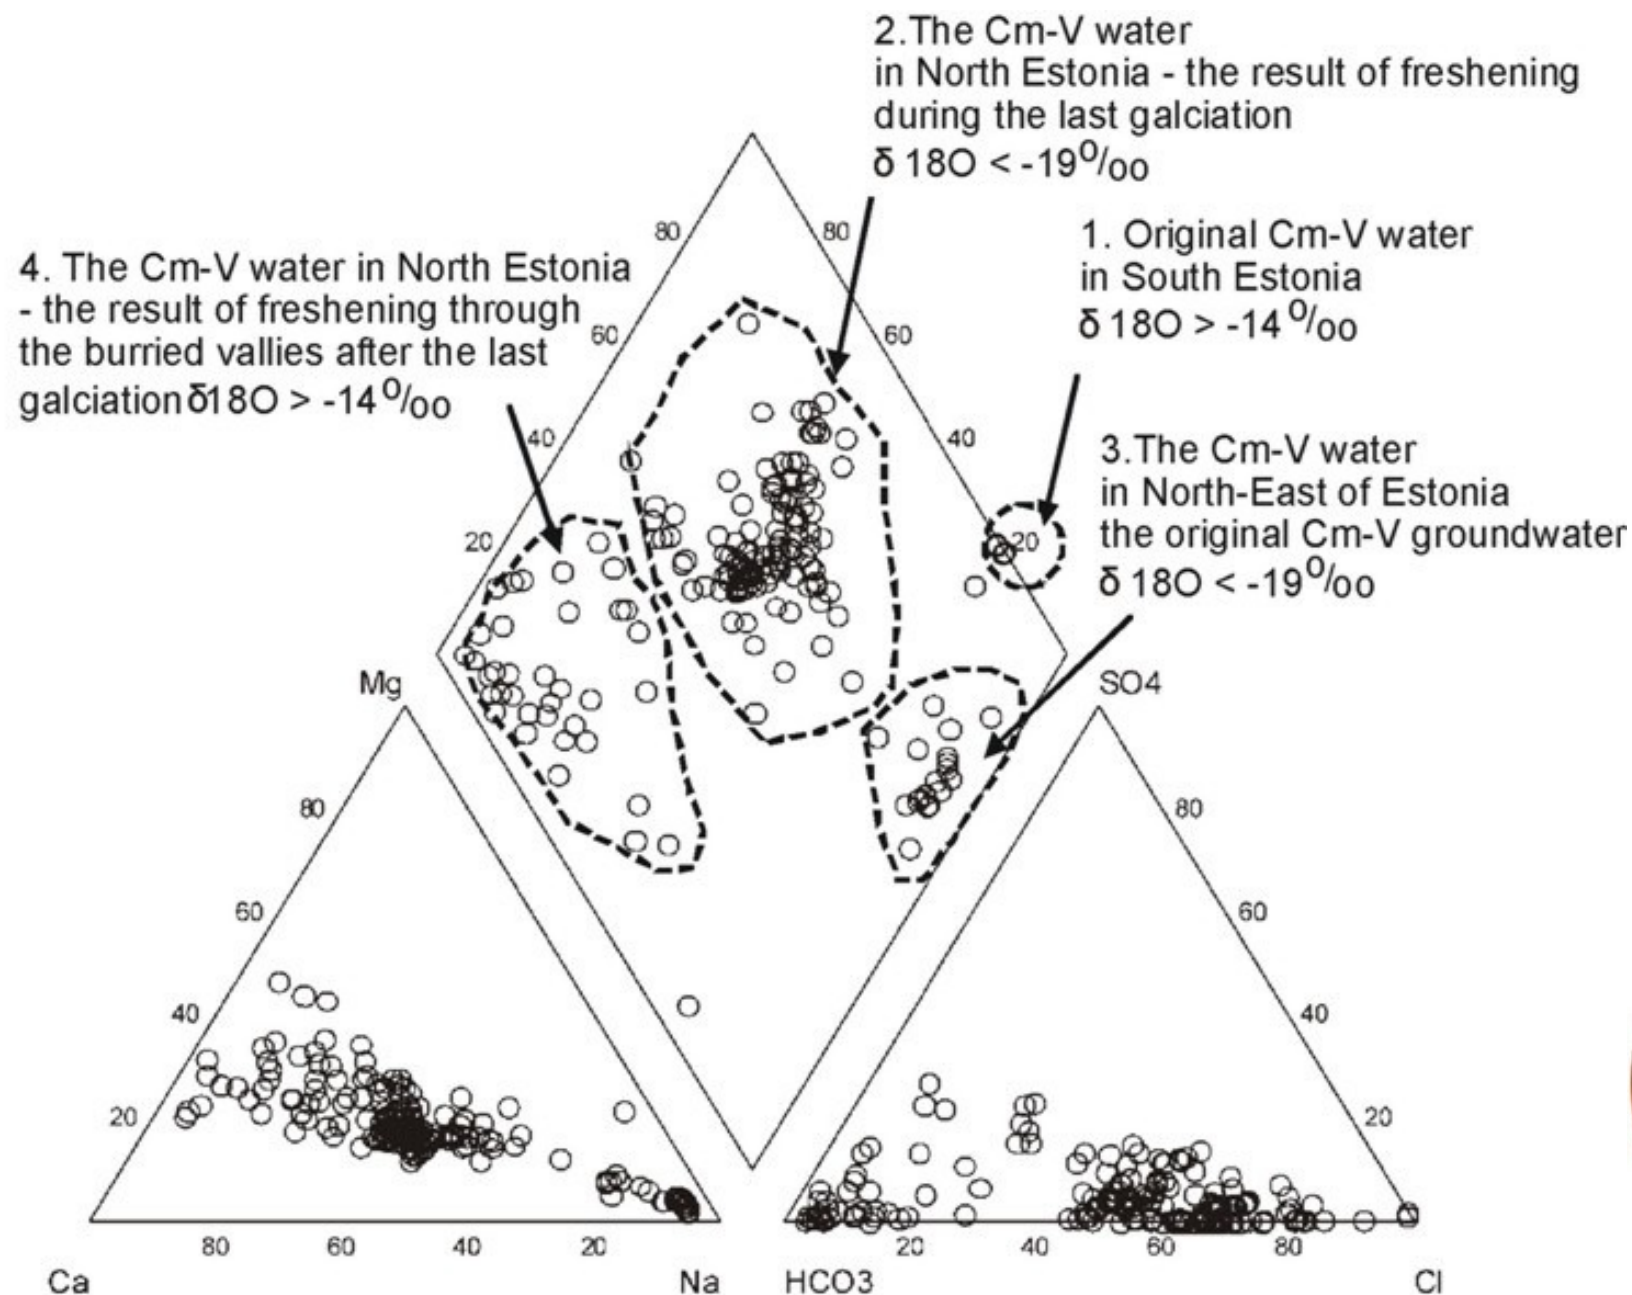 2.The Cm-V water
in North Estonia - the result of freshening
during the last galciation
δ 18O < -19⁰/₀₀
1. Original Cm-V water
in South Estonia
δ 18O > -14⁰/₀₀
4. The Cm-V water in North Estonia
- the result of freshening through
the burried vallies after the last
galciation δ18O > -14⁰/₀₀
3.The Cm-V water
in North-East of Estonia
the original Cm-V groundwater
δ 18O < -19⁰/₀₀
80 80
60 60
40 40
20 20
Mg SO4
80 80
60 60
40 40
20 20
80 60 40 20 20 40 60 80
Ca Na HCO3 Cl